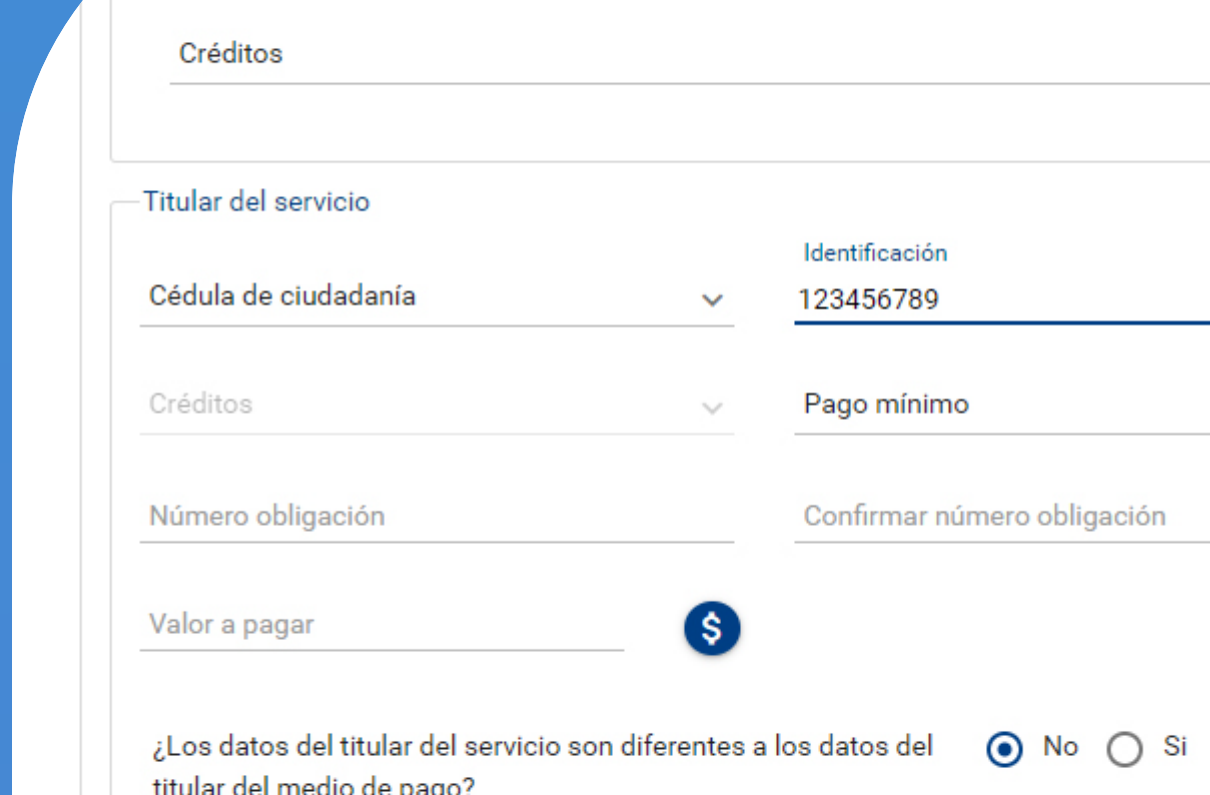 Créditos
Titular del servicio
Identificación
Cédula de ciudadanía
123456789
Créditos
Pago mínimo
Número obligación
Confirmar número obligación
Valor a pagar
$
¿Los datos del titular del servicio son diferentes a los datos del
No
Si
titular del medio de pago?